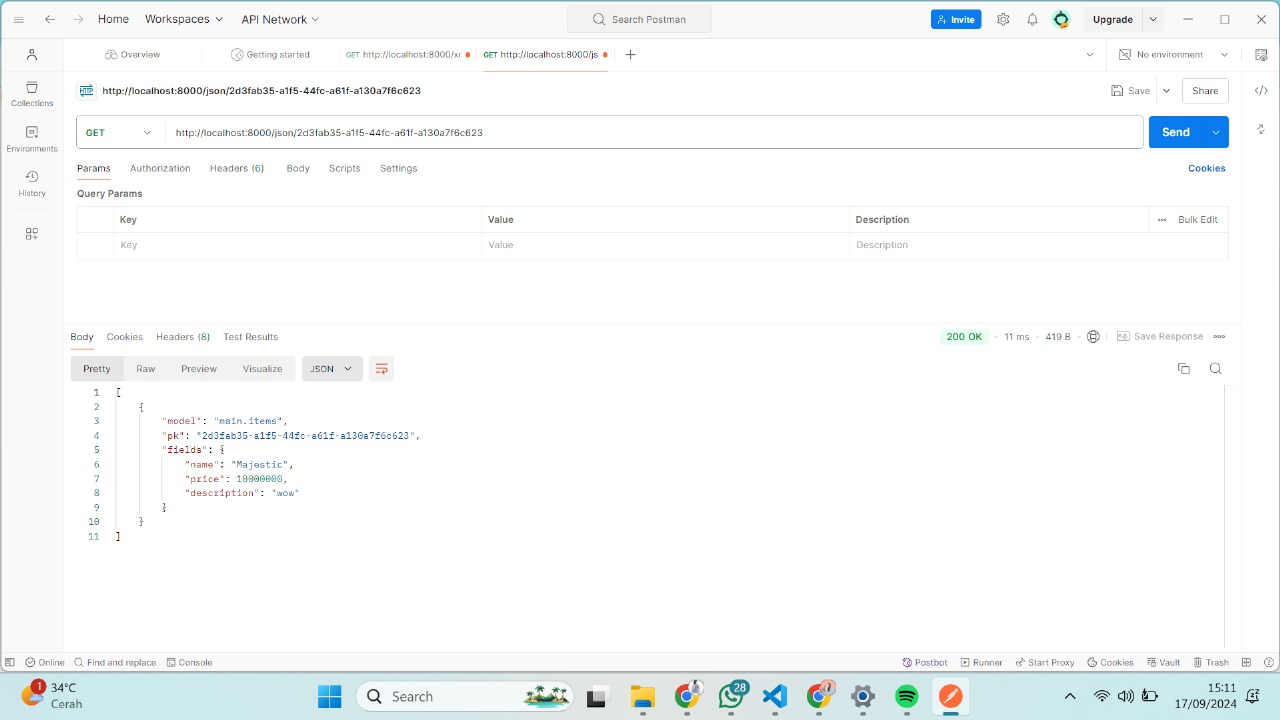 Home Workspaces API Network Search Postman Invite Upgrade
Overview Getting started GET http://localhost:8000/xr GET http://localhost:8000/js No environment
http://localhost:8000/json/2d3fab35-a1f5-44fc-a61f-a130a7f6c623 Save Share
Collections
GET http://localhost:8000/json/2d3fab35-a1f5-44fc-a61f-a130a7f6c623 Send
Environments
Params Authorization Headers (6) Body Scripts Settings Cookies
History
Query Params
Key Value Description Bulk Edit
Key Value Description
Body Cookies Headers (8) Test Results 200 OK 11 ms 419 B Save Response
Pretty Raw Preview Visualize JSON
1 [
2 {
3 "model": "main.items",
4 "pk": "2d3fab35-a1f5-44fc-a61f-a130a7f6c623",
5 "fields": {
6 "name": "Majestic",
7 "price": 10000000,
8 "description": "wow"
9 }
10 }
11 ]
Online Find and replace Console Postbot Runner Start Proxy Cookies Vault Trash
1 34°C Search 28 15:11
Cerah 17/09/2024